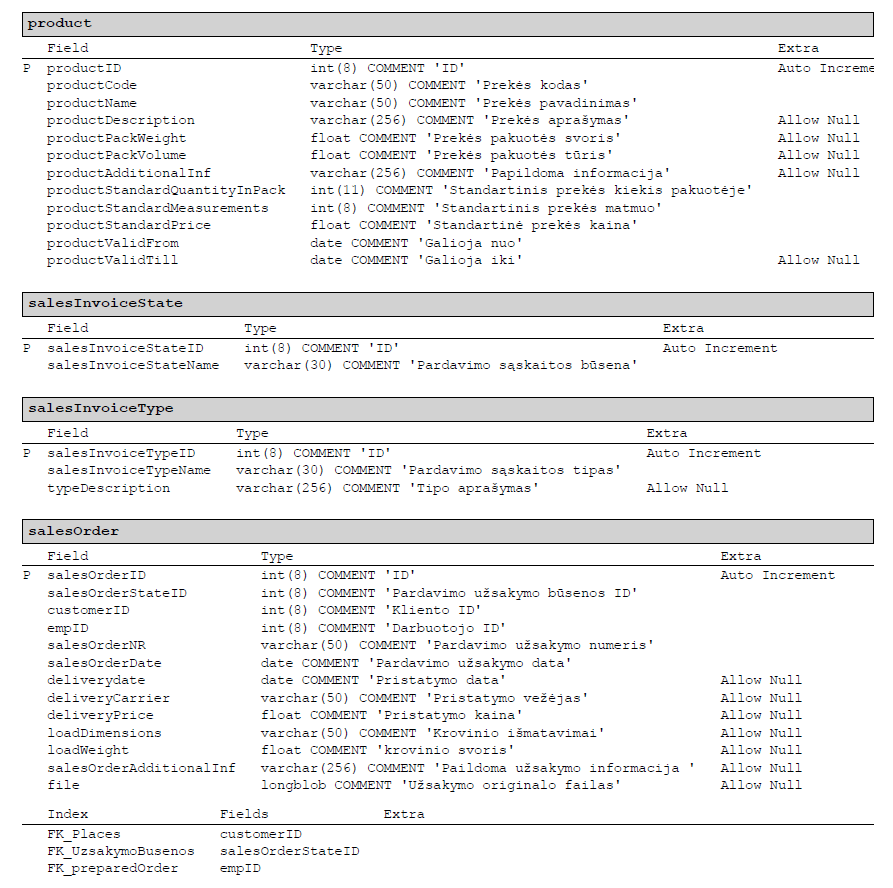 product
Field Type Extra
P productID int(8) COMMENT 'ID' Auto Increme
productCode varchar(50) COMMENT 'Prekės kodas'
productName varchar(50) COMMENT 'Prekės pavadinimas'
productDescription varchar(256) COMMENT 'Prekės aprašymas' Allow Null
productPackWeight float COMMENT 'Prekės pakuotės svoris' Allow Null
productPackVolume float COMMENT 'Prekės pakuotės tūris' Allow Null
productAdditionalInf varchar(256) COMMENT 'Papildoma informacija' Allow Null
productStandardQuantityInPack int(11) COMMENT 'Standartinis prekės kiekis pakuotėje'
productStandardMeasurements int(8) COMMENT 'Standartinis prekės matmuo'
productStandardPrice float COMMENT 'Standartinė prekės kaina'
productValidFrom date COMMENT 'Galioja nuo'
productValidTill date COMMENT 'Galioja iki' Allow Null
salesInvoiceState
Field Type Extra
P salesInvoiceStateID int(8) COMMENT 'ID' Auto Increment
salesInvoiceStateName varchar(30) COMMENT 'Pardavimo sąskaitos būsena'
salesInvoiceType
Field Type Extra
P salesInvoiceTypeID int(8) COMMENT 'ID' Auto Increment
salesInvoiceTypeName varchar(30) COMMENT 'Pardavimo sąskaitos tipas'
typeDescription varchar(256) COMMENT 'Tipo aprašymas' Allow Null
salesOrder
Field Type Extra
P salesOrderID int(8) COMMENT 'ID' Auto Increment
salesOrderStateID int(8) COMMENT 'Pardavimo užsakymo būsenos ID'
customerID int(8) COMMENT 'Kliento ID'
empID int(8) COMMENT 'Darbuotojo ID'
salesOrderNR varchar(50) COMMENT 'Pardavimo užsakymo numeris'
salesOrderDate date COMMENT 'Pardavimo užsakymo data'
deliverydate date COMMENT 'Pristatymo data' Allow Null
deliveryCarrier varchar(50) COMMENT 'Pristatymo vežėjas' Allow Null
deliveryPrice float COMMENT 'Pristatymo kaina' Allow Null
loadDimensions varchar(50) COMMENT 'Krovinio išmatavimai' Allow Null
loadWeight float COMMENT 'krovinio svoris' Allow Null
salesOrderAdditionalInf varchar(256) COMMENT 'Paildoma užsakymo informacija ' Allow Null
file longblob COMMENT 'Užsakymo originalo failas' Allow Null
Index Fields Extra
FK_Places customerID
FK_UzsakymoBusenos salesOrderStateID
FK_preparedOrder empID